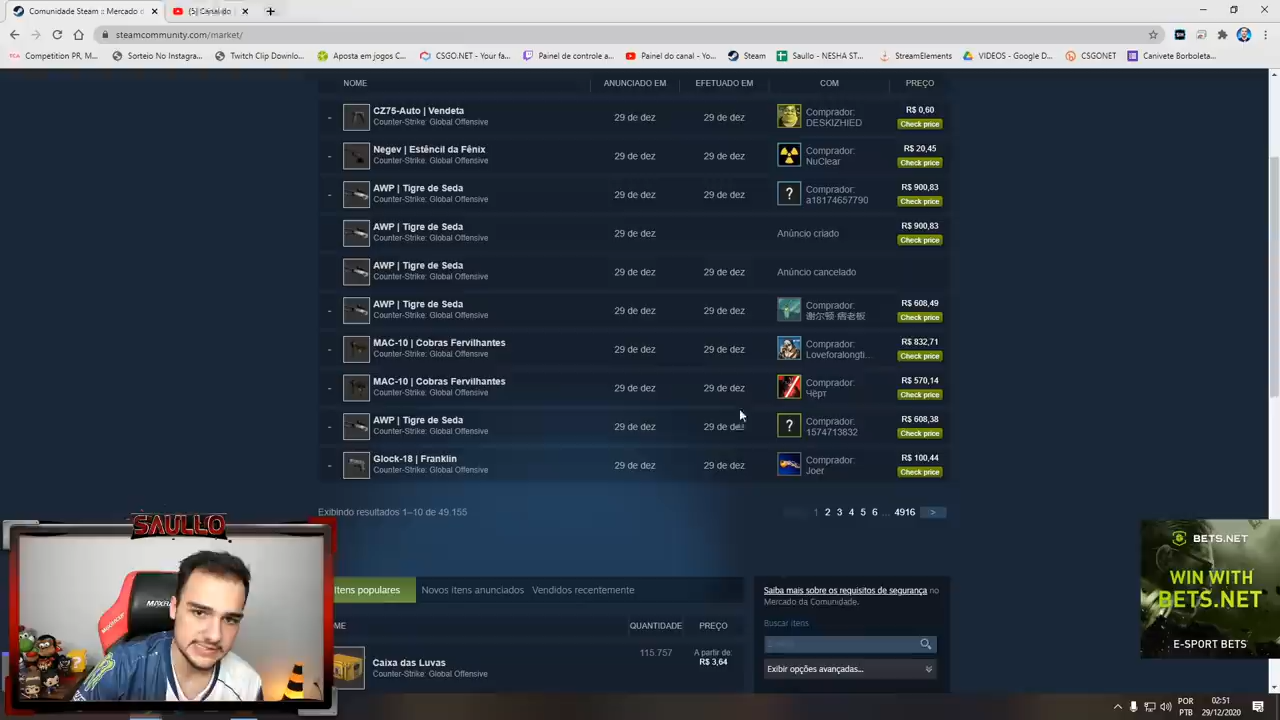 Comunidade Steam :: Mercado d
steamcommunity.com/market/
Competition PR, M...
Sorteio No Instagra...
Twitch Clip Downlo...
Aposta em jogos C...
CSGO.NET - Your fa...
Painel de controle a...
Painel do canal - Yo...
Steam
Saullo - NESHA ST...
StreamElements
VIDEOS - Google D...
CSGONET
Canivete Borboleta...
NOME
ANUNCIADO EM
EFETUADO EM
COM
PREÇO
CZ75-Auto | Vendeta
Counter-Strike: Global Offensive
29 de dez
29 de dez
Comprador:
DESKIZHIED
R$ 0,60
Check price
Negev | Estêncil da Fênix
Counter-Strike: Global Offensive
29 de dez
29 de dez
Comprador:
NuClear
R$ 20,45
Check price
AWP | Tigre de Seda
Counter-Strike: Global Offensive
29 de dez
29 de dez
?
Comprador:
a18174657790
R$ 900,83
Check price
AWP | Tigre de Seda
Counter-Strike: Global Offensive
29 de dez
29 de dez
Anúncio criado
R$ 900,83
Check price
AWP | Tigre de Seda
Counter-Strike: Global Offensive
29 de dez
29 de dez
Anúncio cancelado
AWP | Tigre de Seda
Counter-Strike: Global Offensive
29 de dez
29 de dez
Comprador:
谢尔顿·痞老板
R$ 608,49
Check price
MAC-10 | Cobras Fervilhantes
Counter-Strike: Global Offensive
29 de dez
29 de dez
Comprador:
Loveforalongti...
R$ 832,71
Check price
MAC-10 | Cobras Fervilhantes
Counter-Strike: Global Offensive
29 de dez
29 de dez
Comprador:
Чёрт
R$ 570,14
Check price
AWP | Tigre de Seda
Counter-Strike: Global Offensive
29 de dez
29 de dez
?
Comprador:
1574713832
R$ 608,38
Check price
Glock-18 | Franklin
Counter-Strike: Global Offensive
29 de dez
29 de dez
Comprador:
Joer
R$ 100,44
Check price
Exibindo resultados 1–10 de 49.155
1 2 3 4 5 6 ... 4916 >
Itens populares
Novos itens anunciados
Vendidos recentemente
Saiba mais sobre os requisitos de segurança no
Mercado da Comunidade.
Buscar itens
Exibir opções avançadas...
OME
QUANTIDADE
PREÇO
Caixa das Luvas
Counter-Strike: Global Offensive
115.757
A partir de:
R$ 3,64
SAULLO
MAXRA
BETS.NET
WIN WITH
BETS.NET
E-SPORT BETS
POR
PTB
02:51
29/12/2020